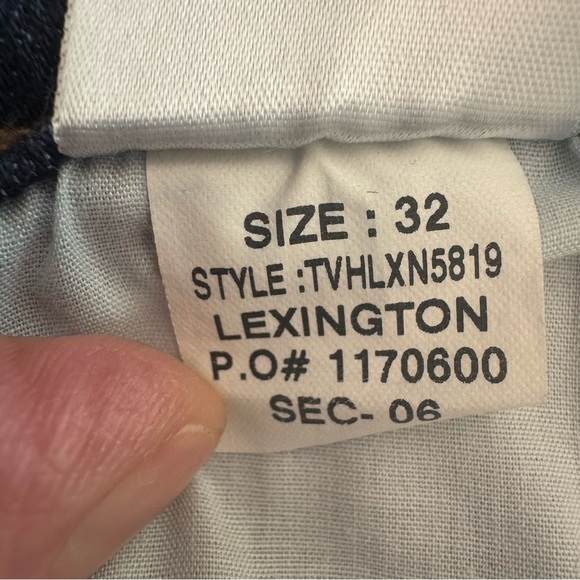 SIZE : 32
STYLE :TVHLXN5819
LEXINGTON
P.O# 1170600
SEC- 06